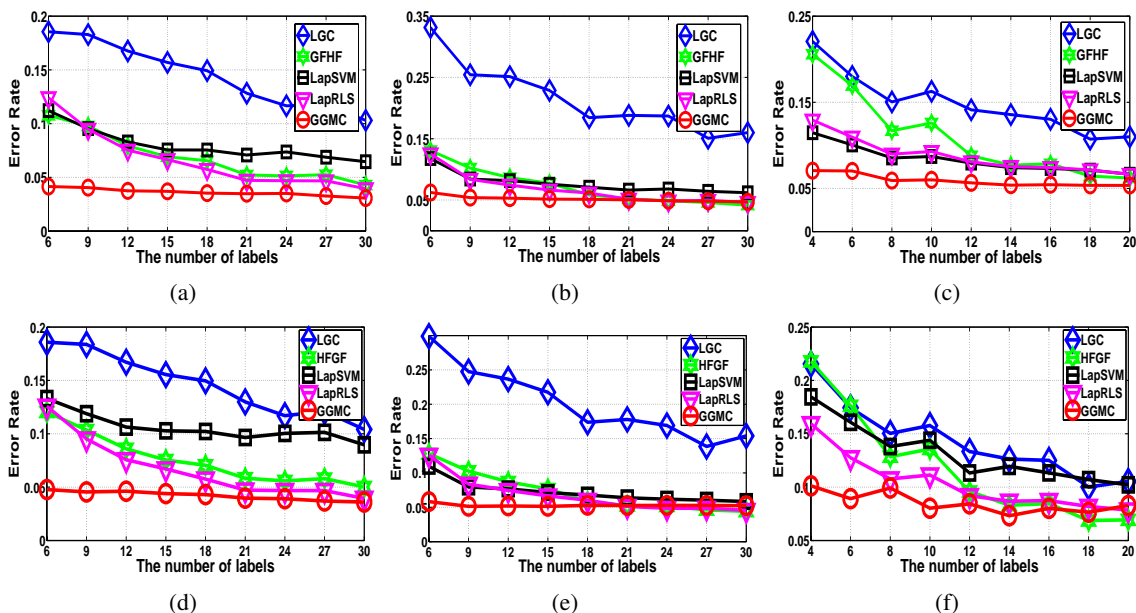 0.2
0.15
0.1
0.05
0
Error Rate
6 9 12 15 18 21 24 27 30
The number of labels
LGC
GFHF
LapSVM
LapRLS
GGMC
(a)
0.35
0.25
0.15
0.05
0
Error Rate
6 9 12 15 18 21 24 27 30
The number of labels
LGC
GFHF
LapSVM
LapRLS
GGMC
(b)
0.25
0.2
0.15
0.1
0.05
0
Error Rate
4 6 8 10 12 14 16 18 20
The number of labels
LGC
GFHF
LapSVM
LapRLS
GGMC
(c)
0.2
0.15
0.1
0.05
0
Error Rate
6 9 12 15 18 21 24 27 30
The number of labels
LGC
HFGF
LapSVM
LapRLS
GGMC
(d)
0.25
0.2
0.15
0.1
0.05
0
Error Rate
6 9 12 15 18 21 24 27 30
The number of labels
LGC
HFGF
LapSVM
LapRLS
GGMC
(e)
0.25
0.2
0.15
0.05
Error Rate
4 6 8 10 12 14 16 18 20
The number of labels
LGC
HFGF
LapSVM
LapRLS
GGMC
(f)